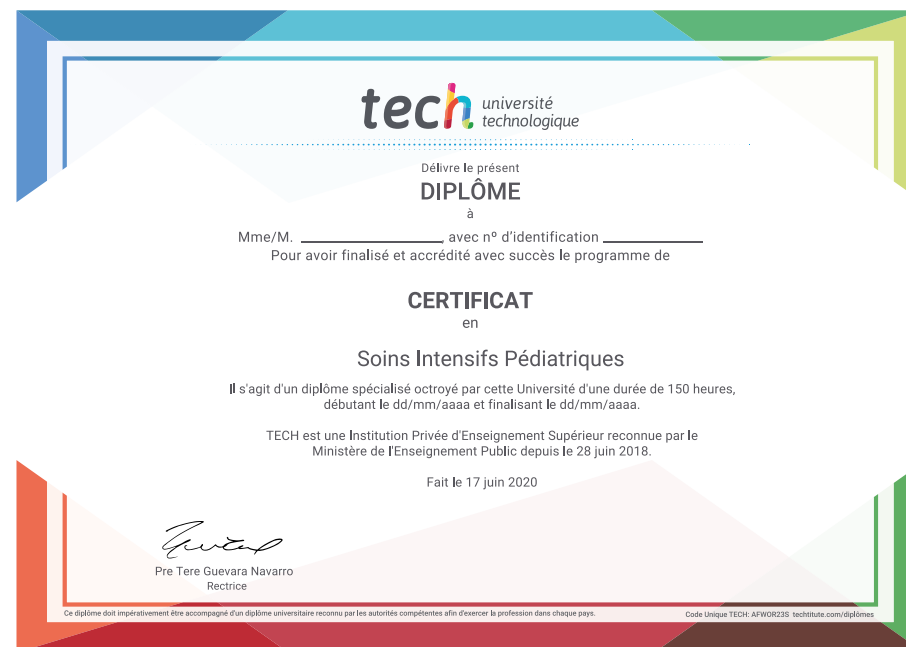 tech université
technologique
Délivre le présent
DIPLÔME
à
Mme/M. ____________________, avec nº d'identification ______________
Pour avoir finalisé et accrédité avec succès le programme de
CERTIFICAT
en
Soins Intensifs Pédiatriques
Il s'agit d'un diplôme spécialisé octroyé par cette Université d'une durée de 150 heures,
débutant le dd/mm/aaaa et finalisant le dd/mm/aaaa.
TECH est une Institution Privée d'Enseignement Supérieur reconnue par le
Ministère de l'Enseignement Public depuis le 28 juin 2018.
Fait le 17 juin 2020
Pre Tere Guevara Navarro
Rectrice
Ce diplôme doit impérativement être accompagné d'un diplôme universitaire reconnu par les autorités compétentes afin d'exercer la profession dans chaque pays.
Code Unique TECH: AFWOR23S techtitute.com/diplômes